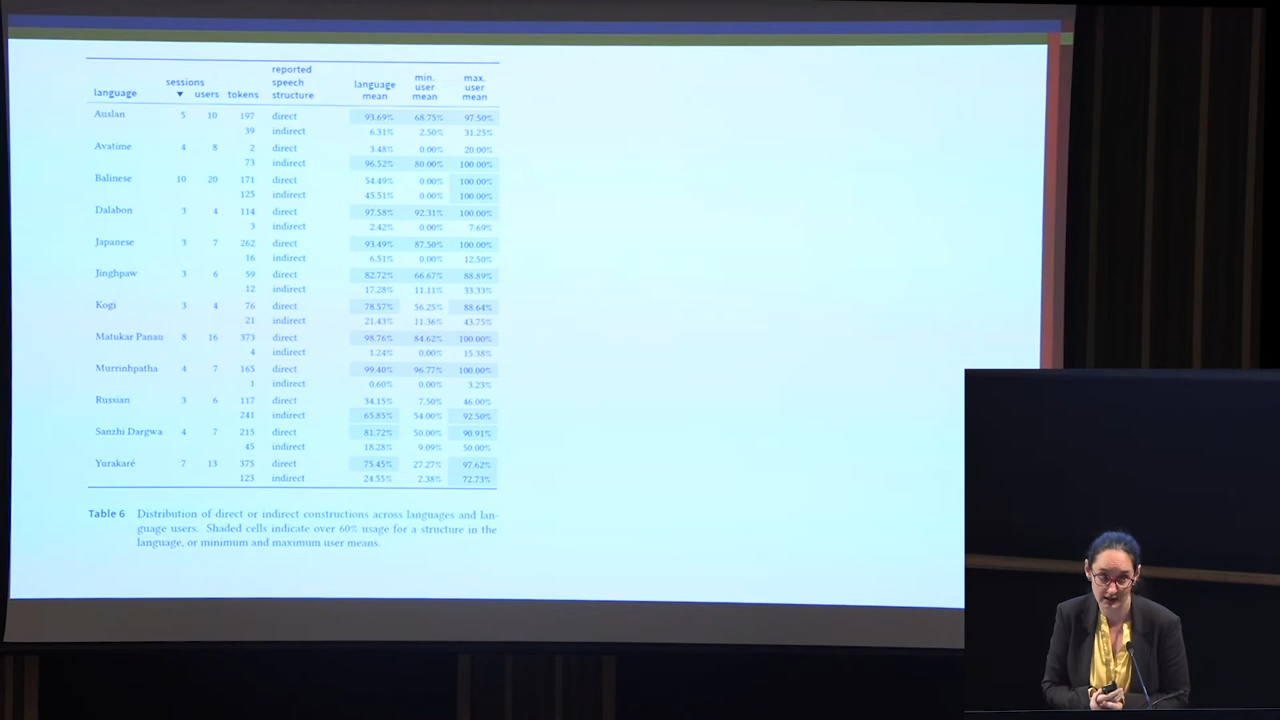 language sessions ▼ users tokens reported speech structure language mean min. user mean max. user mean
Auslan 5 10 197 direct 93.69% 68.75% 97.50%
39 indirect 6.31% 2.50% 31.25%
Avatime 4 8 2 direct 3.48% 0.00% 20.00%
73 indirect 96.52% 80.00% 100.00%
Balinese 10 20 171 direct 54.49% 0.00% 100.00%
125 indirect 45.51% 0.00% 100.00%
Dalabon 3 4 114 direct 97.58% 92.31% 100.00%
3 indirect 2.42% 0.00% 7.69%
Japanese 3 7 262 direct 93.49% 87.50% 100.00%
16 indirect 6.51% 0.00% 12.50%
Jinghpaw 3 6 59 direct 82.72% 66.67% 88.89%
12 indirect 17.28% 11.11% 33.33%
Kogi 3 4 76 direct 78.57% 56.25% 88.64%
21 indirect 21.43% 11.36% 43.75%
Matukar Panau 8 16 373 direct 98.76% 84.62% 100.00%
4 indirect 1.24% 0.00% 15.38%
Murrinhpatha 4 7 165 direct 99.40% 96.77% 100.00%
1 indirect 0.60% 0.00% 3.23%
Russian 3 6 117 direct 34.15% 7.50% 46.00%
241 indirect 65.85% 54.00% 92.50%
Sanzhi Dargwa 4 7 215 direct 81.72% 50.00% 90.91%
45 indirect 18.28% 9.09% 50.00%
Yurakaré 7 13 375 direct 75.45% 27.27% 97.62%
123 indirect 24.55% 2.38% 72.73%
Table 6 Distribution of direct or indirect constructions across languages and lan-
guage users. Shaded cells indicate over 60% usage for a structure in the
language, or minimum and maximum user means.